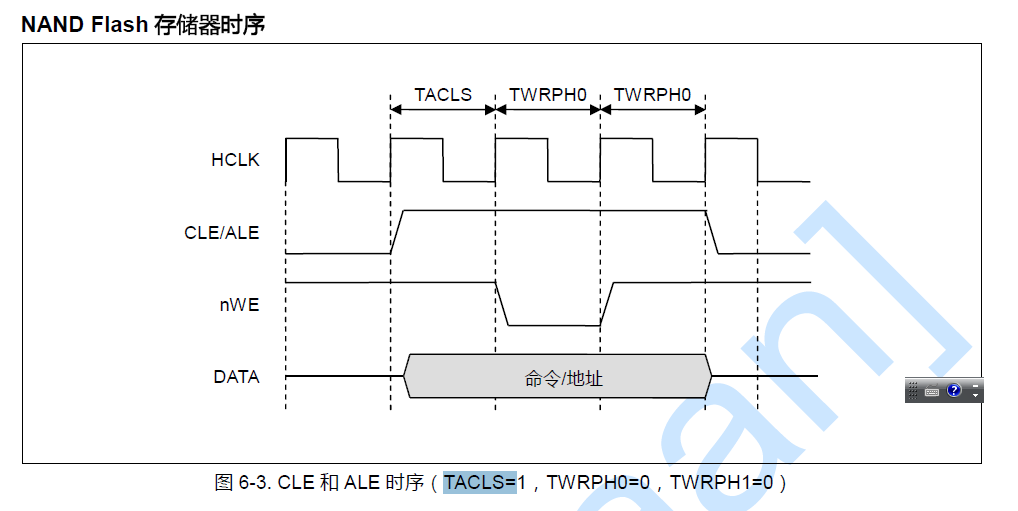 NAND Flash 存储器时序
TACLS TWRPH0 TWRPH0
HCLK
CLE/ALE
nWE
DATA 命令/地址
图 6-3. CLE 和 ALE 时序（TACLS=1，TWRPH0=0，TWRPH1=0）
an]
?